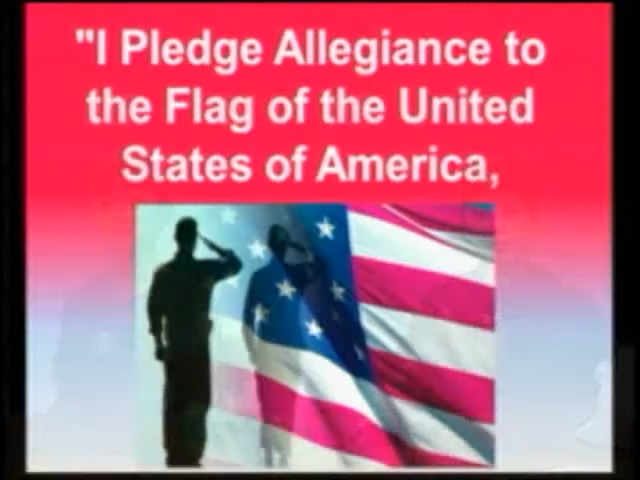 "I Pledge Allegiance to
the Flag of the United
States of America,